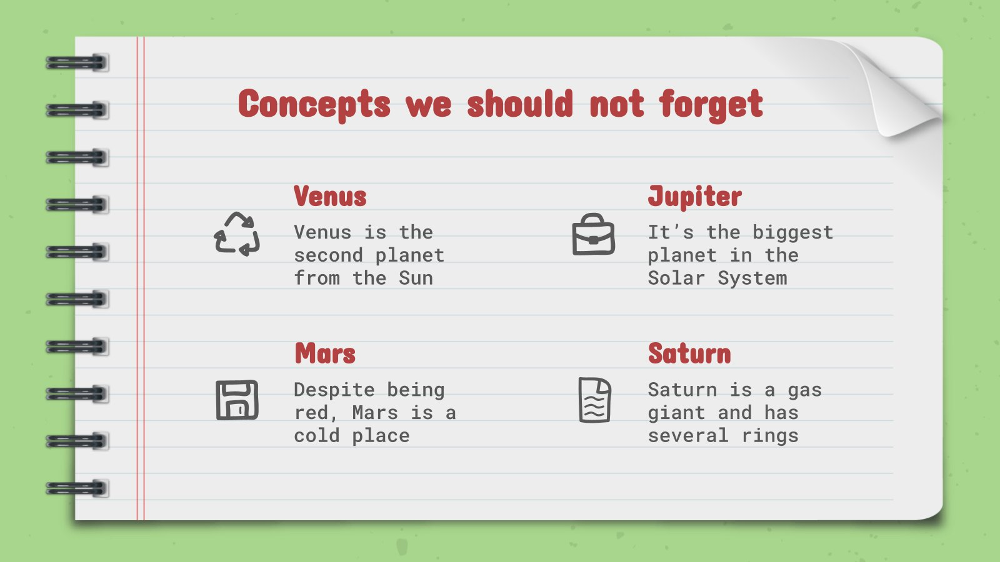 Concepts we should not forget
Venus
Venus is the
second planet
from the Sun
Jupiter
It’s the biggest
planet in the
Solar System
Mars
Despite being
red, Mars is a
cold place
Saturn
Saturn is a gas
giant and has
several rings